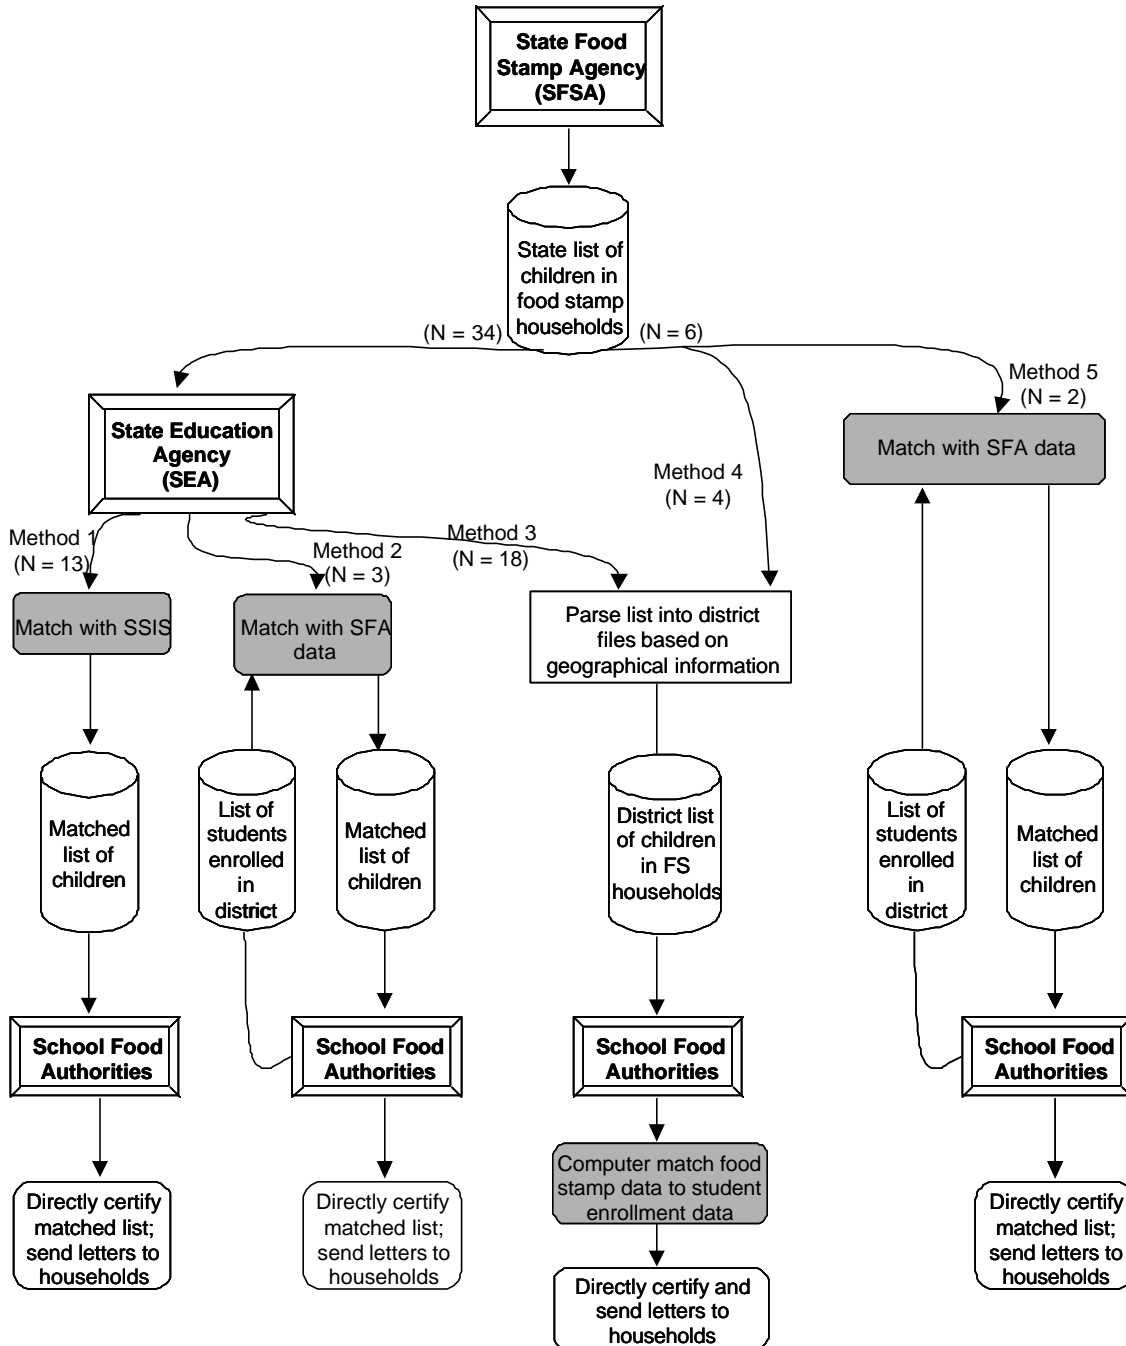 State Food
Stamp Agency
(SFSA)
State list of
children in
food stamp
households
(N = 34)
(N = 6)
State Education
Agency
(SEA)
Method 5
(N = 2)
Match with SFA data
Method 4
(N = 4)
Method 1
(N = 13)
Method 2
(N = 3)
Method 3
(N = 18)
Match with SSIS
Match with SFA
data
Parse list into district
files based on
geographical information
Matched
list of
children
List of
students
enrolled
in
district
Matched
list of
children
District list
of children
in FS
households
List of
students
enrolled
in
district
Matched
list of
children
School Food
Authorities
School Food
Authorities
School Food
Authorities
School Food
Authorities
Directly certify
matched list;
send letters to
households
Directly certify
matched list;
send letters to
households
Computer match food
stamp data to student
enrollment data
Directly certify and
send letters to
households
Directly certify
matched list;
send letters to
households